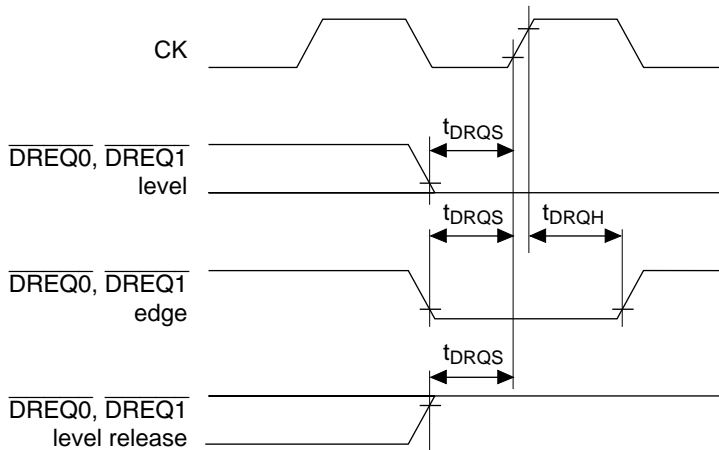 CK
DREQ0, DREQ1
level
tDRQS
tDRQS
tDRQH
DREQ0, DREQ1
edge
tDRQS
DREQ0, DREQ1
level release